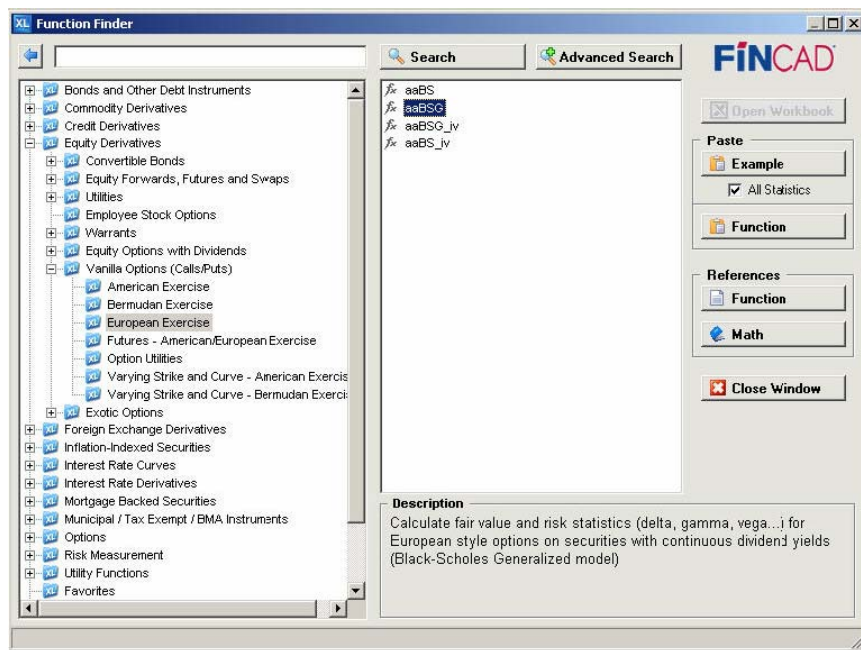 Function Finder
Search
Advanced Search
FINCAD
Bonds and Other Debt Instruments
Commodity Derivatives
Credit Derivatives
Equity Derivatives
Convertible Bonds
Equity Forwards, Futures and Swaps
Utilities
Employee Stock Options
Warrants
Equity Options with Dividends
Vanilla Options (Calls/Puts)
American Exercise
Bermudan Exercise
European Exercise
Futures - American/European Exercise
Option Utilities
Varying Strike and Curve - American Exercis
Varying Strike and Curve - Bermudan Exerci
Exotic Options
Foreign Exchange Derivatives
Inflation-Indexed Securities
Interest Rate Curves
Interest Rate Derivatives
Mortgage Backed Securities
Municipal / Tax Exempt / BMA Instruments
Options
Risk Measurement
Utility Functions
Favorites
aaBS
aaBSG
aaBSG_iv
aaBS_iv
Open Workbook
Paste
Example
All Statistics
Function
References
Function
Math
Close Window
Description
Calculate fair value and risk statistics (delta, gamma, vega...) for
European style options on securities with continuous dividend yields
(Black-Scholes Generalized model)